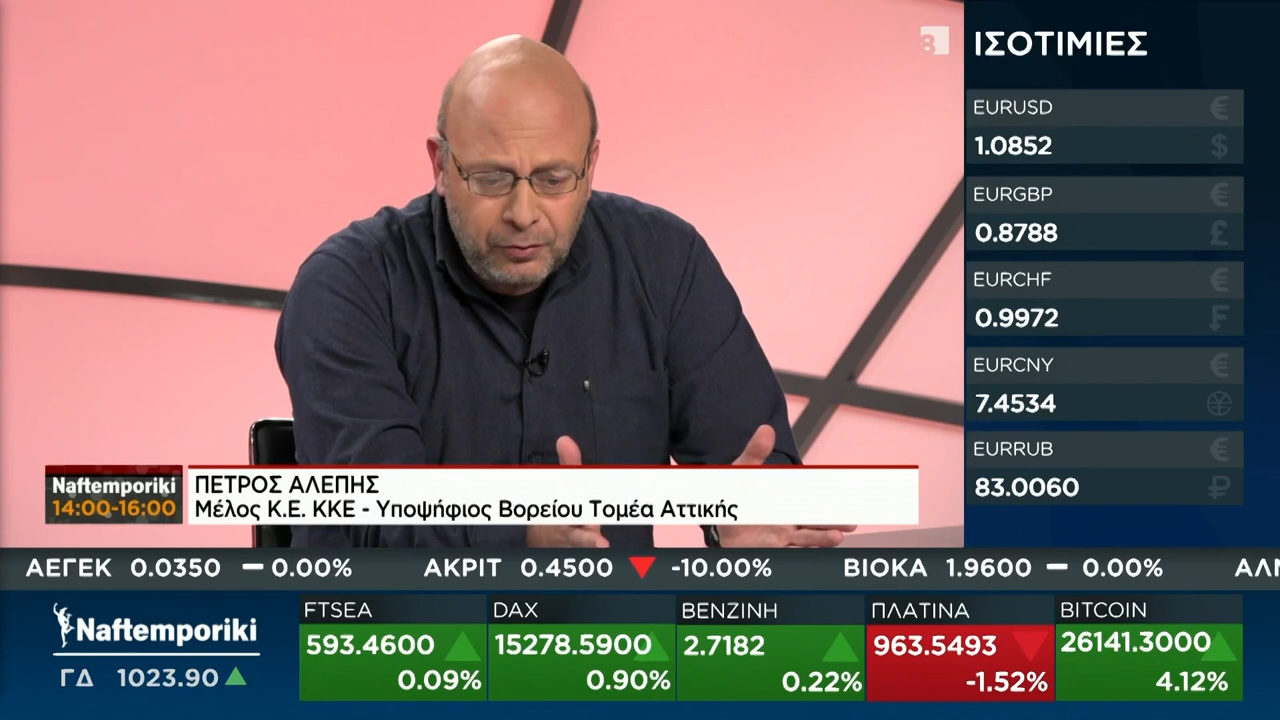 8
ΙΣΟΤΙΜΙΕΣ
EURUSD
1.0852
EURGBP
0.8788
EURCHF
0.9972
EURCNY
7.4534
EURRUB
83.0060
Naftemporiki
14:00-16:00
ΠΕΤΡΟΣ ΑΛΕΠΗΣ
Μέλος Κ.Ε. ΚΚΕ - Υποψήφιος Βορείου Τομέα Αττικής
ΑΕΓΕΚ 0.0350 0.00% ΑΚΡΙΤ 0.4500 -10.00% ΒΙΟΚΑ 1.9600 0.00%
Naftemporiki
ΓΔ 1023.90
FTSEA
593.4600
0.09%
DAX
15278.5900
0.90%
ΒΕΝΖΙΝΗ
2.7182
0.22%
ΠΛΑΤΙΝΑ
963.5493
-1.52%
BITCOIN
26141.3000
4.12%